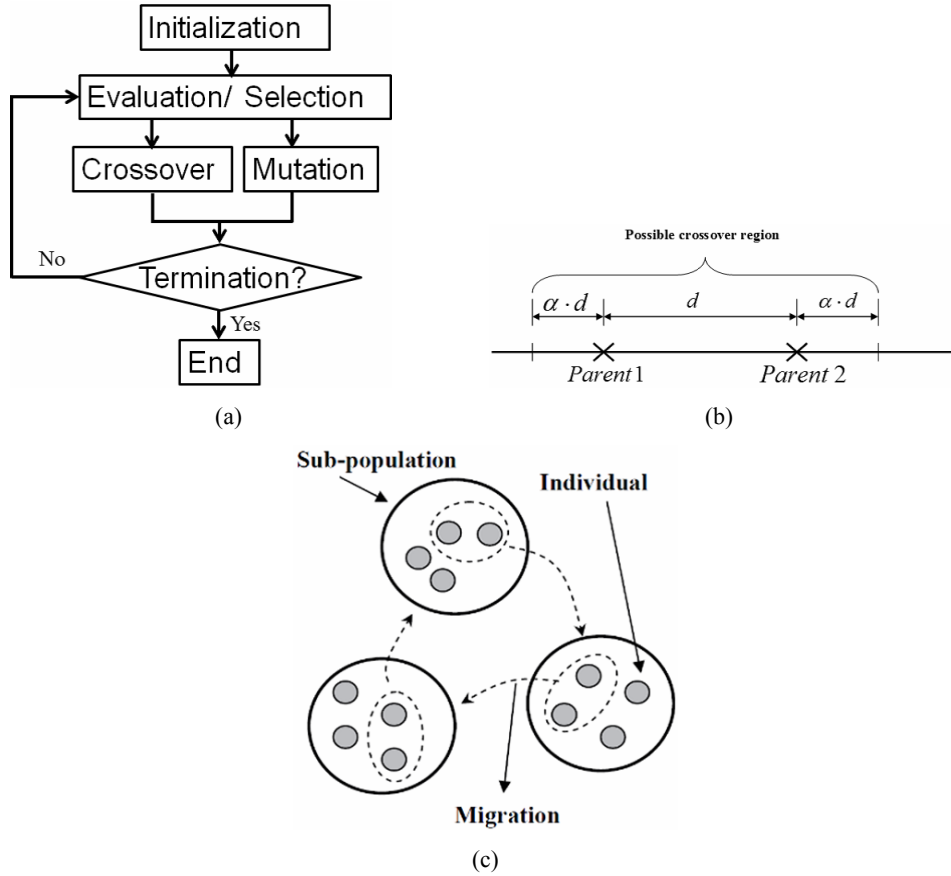 Initialization
Evaluation/ Selection
Crossover
Mutation
No
Termination?
Yes
End
(a)
Possible crossover region
α · d
d
α · d
Parent 1
Parent 2
(b)
Sub-population
Individual
Migration
(c)